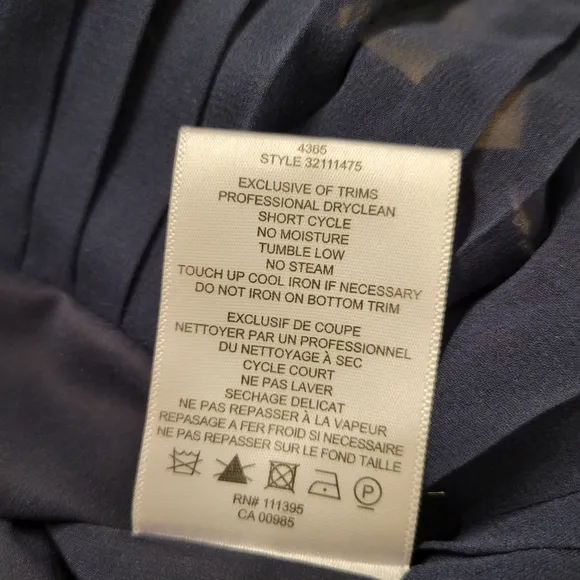 4365
STYLE 32111475
EXCLUSIVE OF TRIMS
PROFESSIONAL DRYCLEAN
SHORT CYCLE
NO MOISTURE
TUMBLE LOW
NO STEAM
TOUCH UP COOL IRON IF NECESSARY
DO NOT IRON ON BOTTOM TRIM
EXCLUSIF DE COUPE
NETTOYER PAR UN PROFESSIONNEL
DU NETTOYAGE À SEC
CYCLE COURT
NE PAS LAVER
SECHAGE DELICAT
NE PAS REPASSER À LA VAPEUR
REPASAGE A FER FROID SI NECESSAIRE
NE PAS REPASSER SUR LE FOND TAILLE
P
RN# 111395
CA 00985